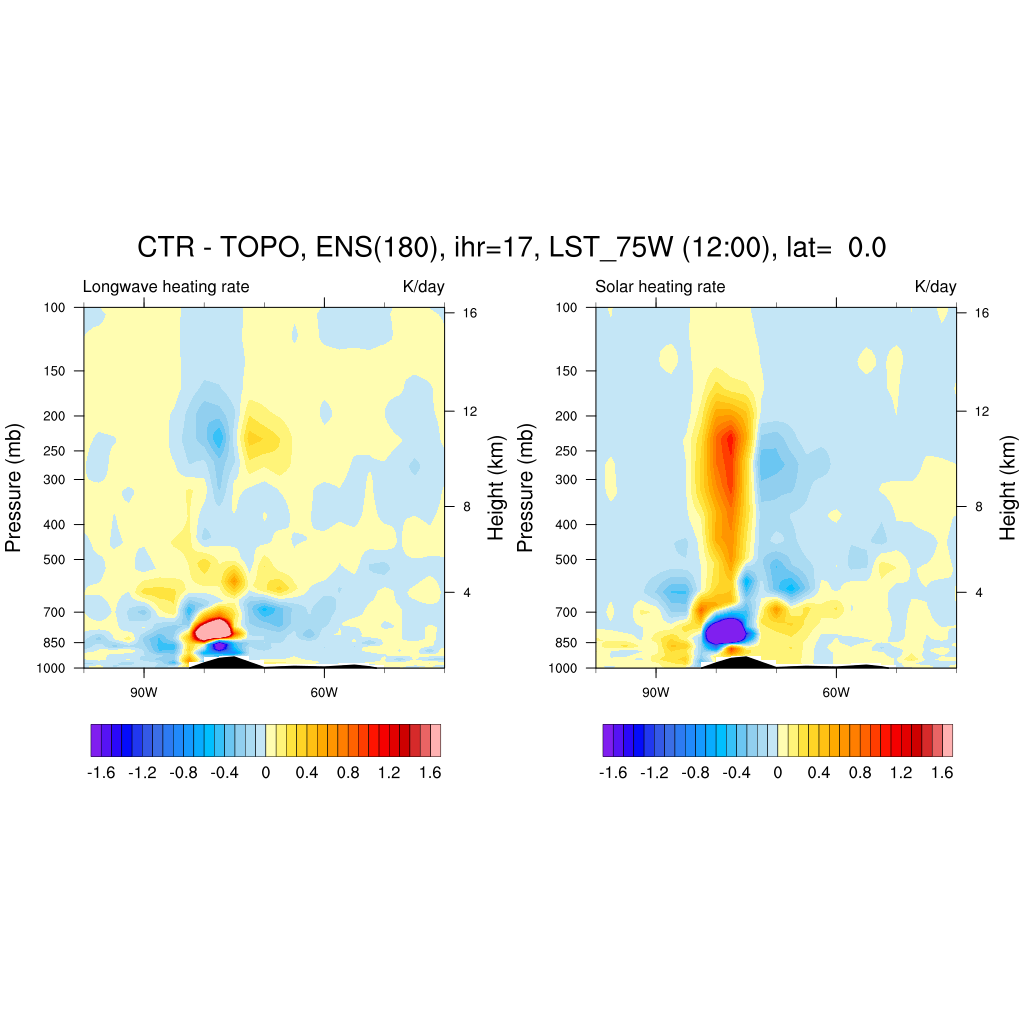 CTR - TOPO, ENS(180), ihr=17, LST_75W (12:00), lat=  0.0
Longwave heating rate K/day
Solar heating rate K/day
Pressure (mb)
100
150
200
250
300
400
500
700
850
1000
16
12
8
4
Height (km)
90W 60W
Pressure (mb)
100
150
200
250
300
400
500
700
850
1000
16
12
8
4
Height (km)
90W 60W
-1.6 -1.2 -0.8 -0.4 0 0.4 0.8 1.2 1.6
-1.6 -1.2 -0.8 -0.4 0 0.4 0.8 1.2 1.6